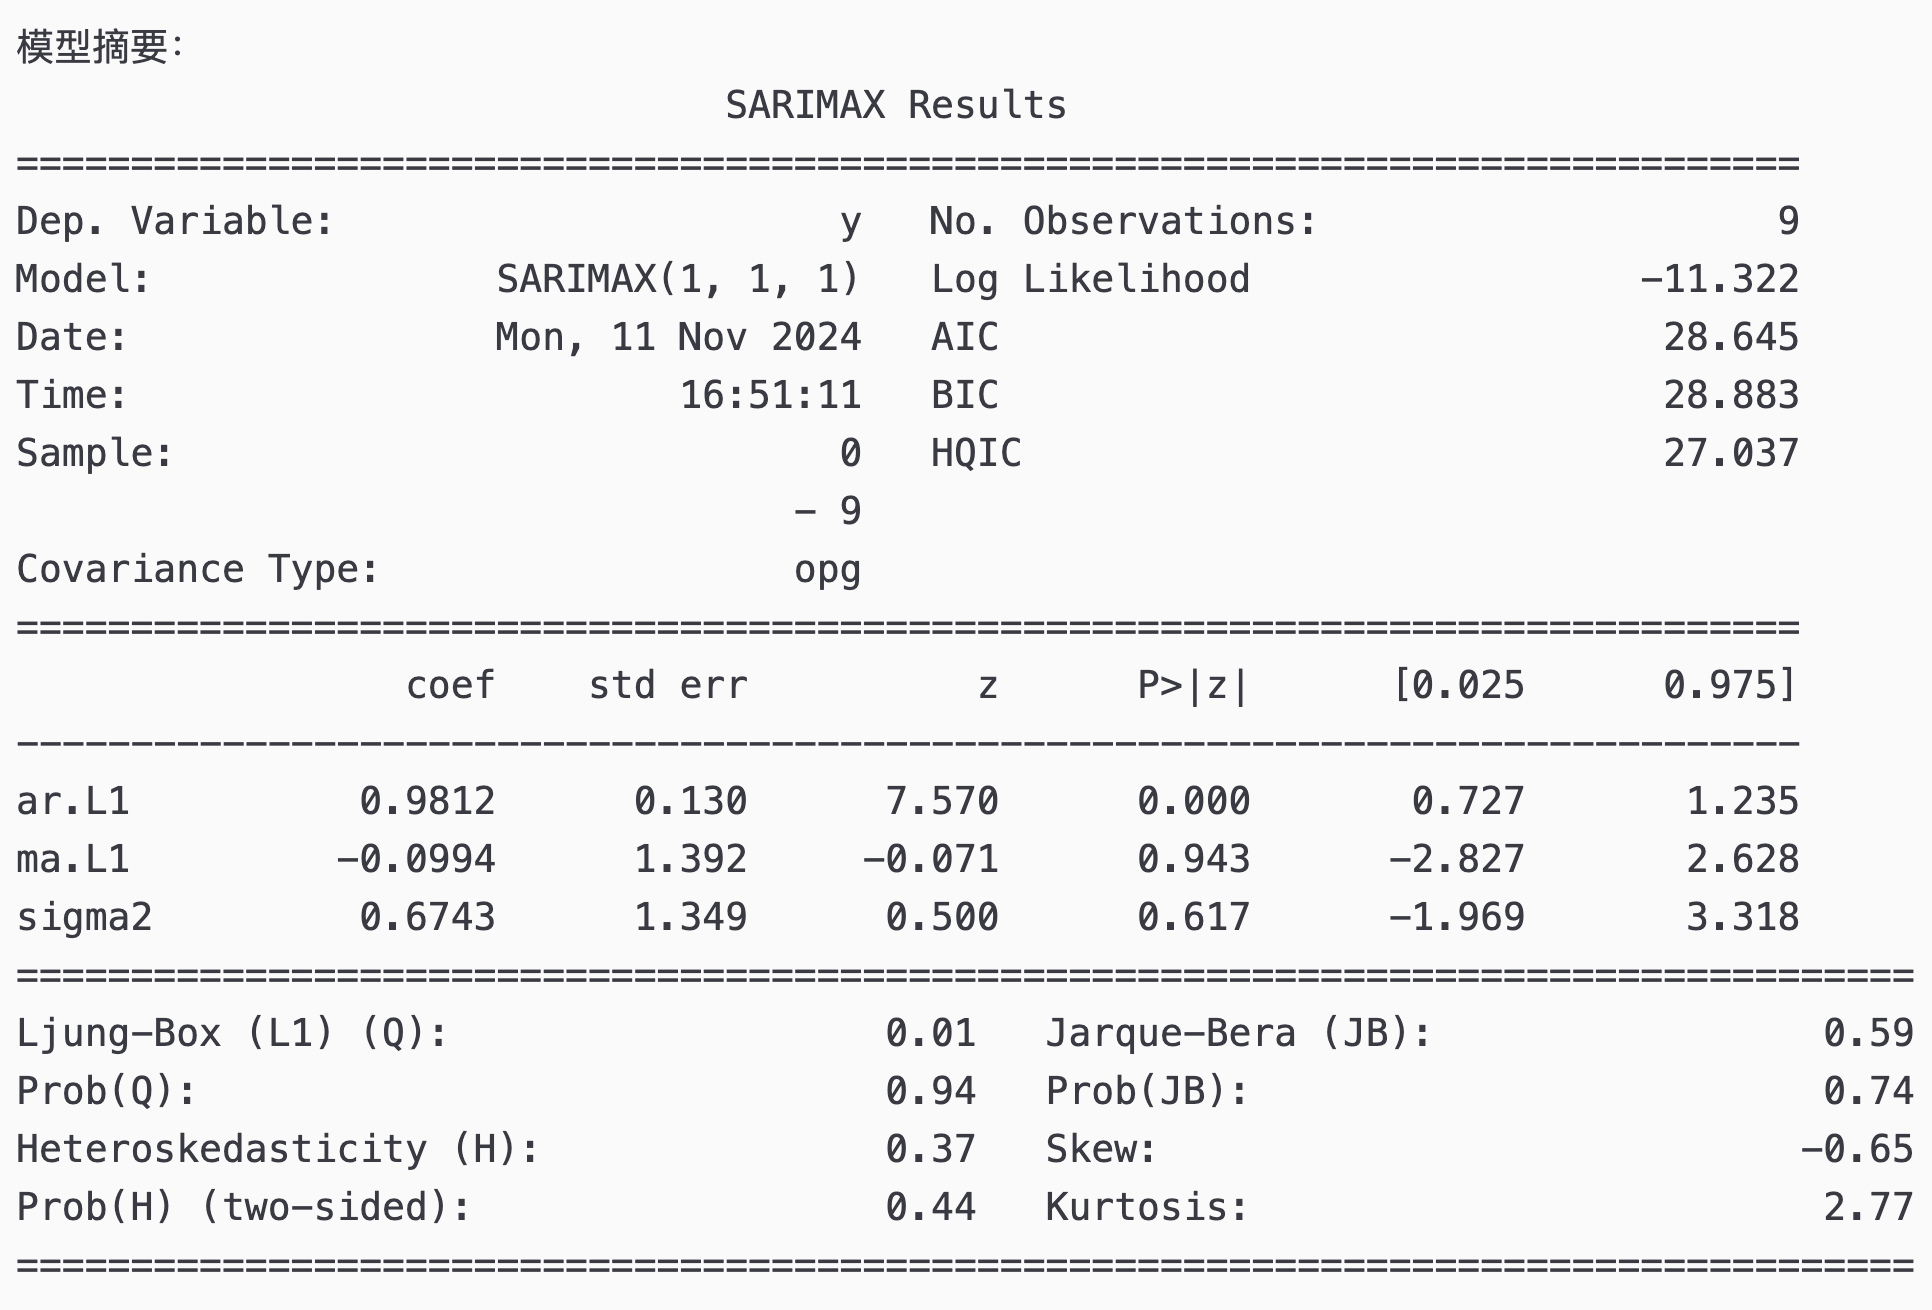 模型摘要：
SARIMAX Results
==============================================================================
Dep. Variable:                      y   No. Observations:                    9
Model:               SARIMAX(1, 1, 1)   Log Likelihood                 -11.322
Date:                Mon, 11 Nov 2024   AIC                             28.645
Time:                        16:51:11   BIC                             28.883
Sample:                             0   HQIC                            27.037
- 9
Covariance Type:                  opg
==============================================================================
coef    std err          z      P>|z|      [0.025      0.975]
------------------------------------------------------------------------------
ar.L1          0.9812      0.130      7.570      0.000       0.727       1.235
ma.L1         -0.0994      1.392     -0.071      0.943      -2.827       2.628
sigma2         0.6743      1.349      0.500      0.617      -1.969       3.318
===================================================================================
Ljung-Box (L1) (Q):                   0.01   Jarque-Bera (JB):                 0.59
Prob(Q):                              0.94   Prob(JB):                         0.74
Heteroskedasticity (H):               0.37   Skew:                            -0.65
Prob(H) (two-sided):                  0.44   Kurtosis:                         2.77
===================================================================================